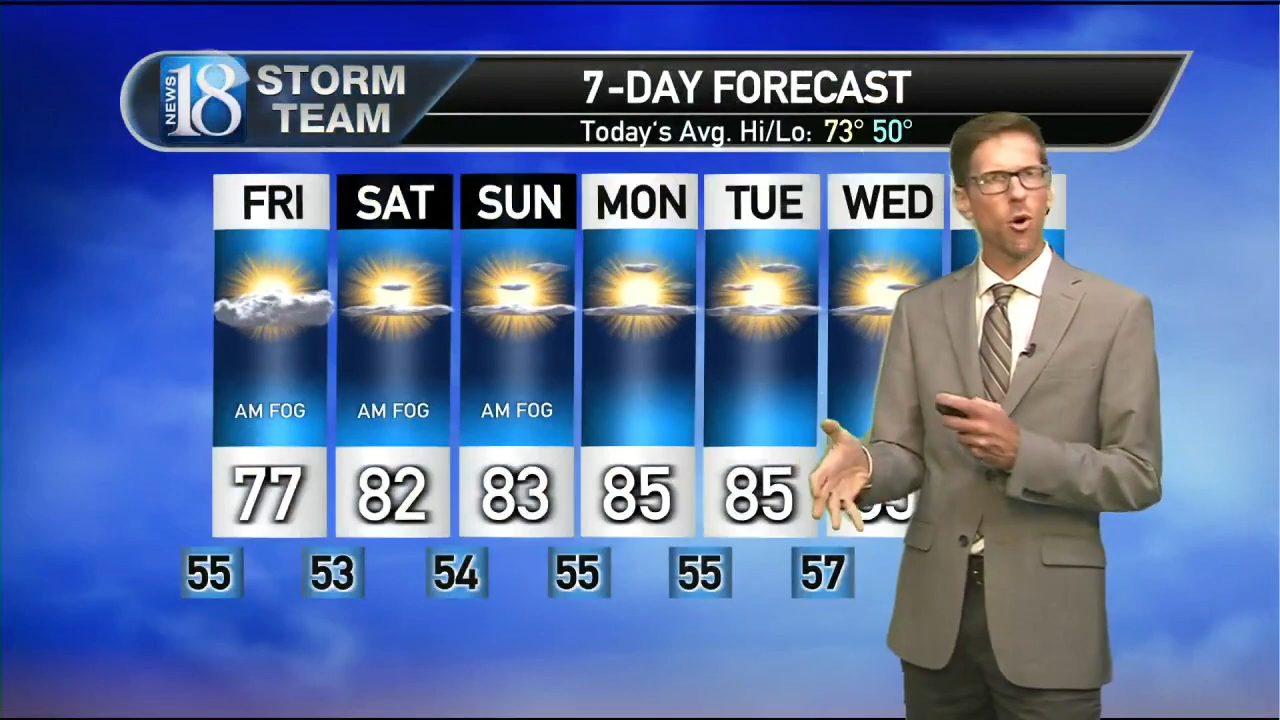 NEWS 18
STORM
TEAM
7-DAY FORECAST
Today's Avg. Hi/Lo: 73° 50°
FRI SAT SUN MON TUE WED
AM FOG AM FOG AM FOG
77 82 83 85 85
55 53 54 55 55 57